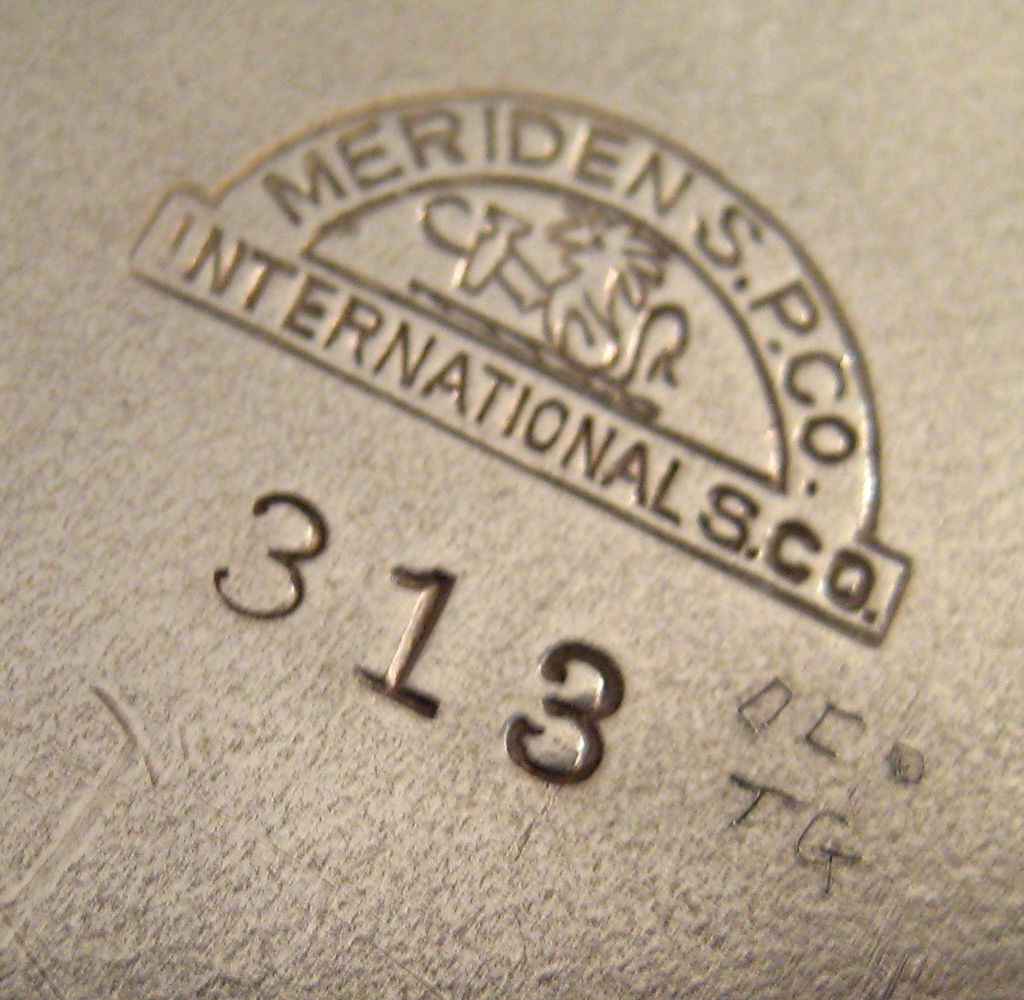 MERIDEN S.P.CO.
INTERNATIONAL S.CO.
313
TG